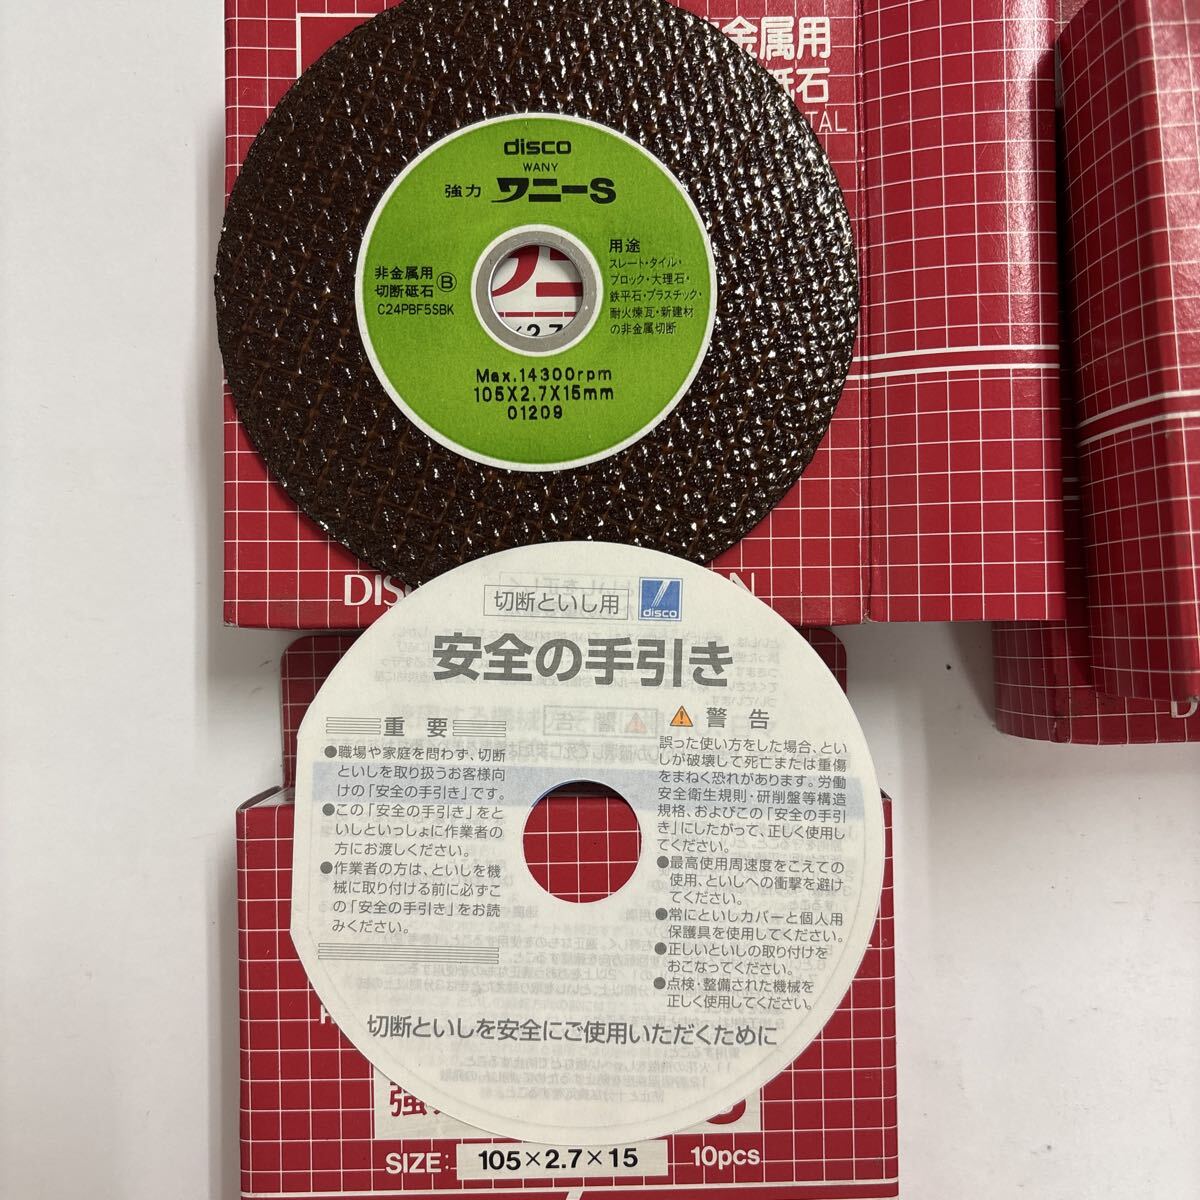 金属用
砥石
TAL
disco
WANY
強力 ワニーS
非金属用
切断砥石 Ⓑ
C24PBF5SBK
用途
スレート・タイル・
ブロック・大理石・
鉄平石・プラスチック・
耐火煉瓦・新建材
の非金属切断
Max.14300rpm
105X2.7X15mm
01209
DIS
N
切断といし用
disco
安全の手引き
重要
●職場や家庭を問わず、切断
といしを取り扱うお客様向
けの「安全の手引き」です。
●この「安全の手引き」をと
いしといっしょに作業者の
方にお渡しください。
●作業者の方は、といしを機
械に取り付ける前に必ずこ
の「安全の手引き」をお読
みください。
警告
誤った使い方をした場合、とい
しが破壊して死亡または重傷
をまねく恐れがあります。労働
安全衛生規則・研削盤等構造
規格、およびこの「安全の手引
き」にしたがって、正しく使用し
てください。
●最高使用周速度をこえての
使用、といしへの衝撃を避け
てください。
●常にといしカバーと個人用
保護具を使用してください。
●正しいといしの取り付けを
おこなってください。
●点検・整備された機械を
正しく使用してください。
切断といしを安全にご使用いただくために
強
SIZE: 105×2.7×15 10pcs